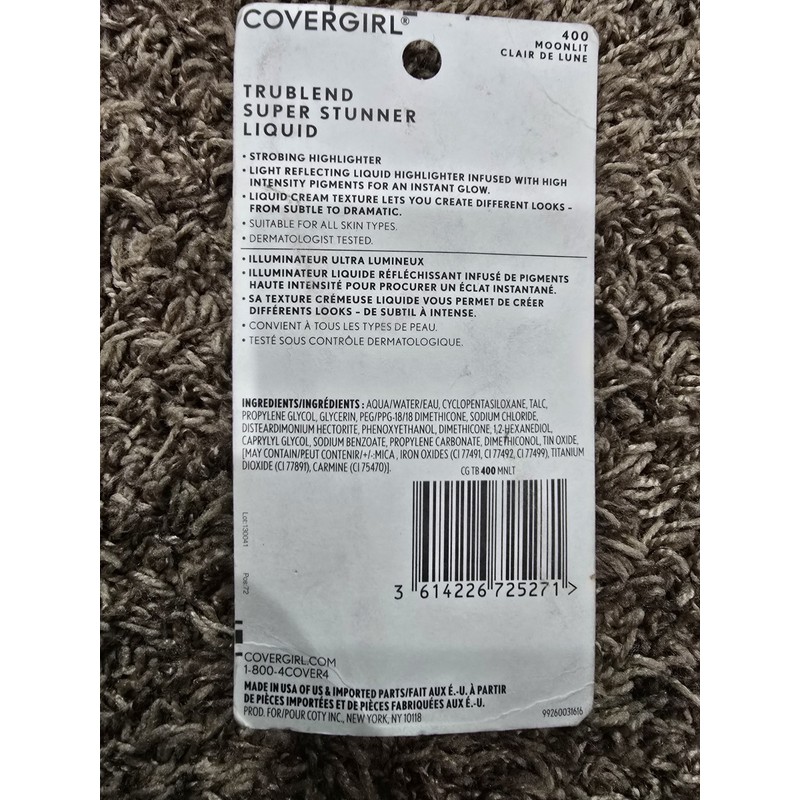 COVERGIRL®
400
MOONLIT
CLAIR DE LUNE
TRUBLEND
SUPER STUNNER
LIQUID
• STROBING HIGHLIGHTER
• LIGHT REFLECTING LIQUID HIGHLIGHTER INFUSED WITH HIGH
INTENSITY PIGMENTS FOR AN INSTANT GLOW.
• LIQUID CREAM TEXTURE LETS YOU CREATE DIFFERENT LOOKS –
FROM SUBTLE TO DRAMATIC.
• SUITABLE FOR ALL SKIN TYPES.
• DERMATOLOGIST TESTED.
• ILLUMINATEUR ULTRA LUMINEUX
• ILLUMINATEUR LIQUIDE RÉFLÉCHISSANT INFUSÉ DE PIGMENTS
HAUTE INTENSITÉ POUR PROCURER UN ÉCLAT INSTANTANÉ.
• SA TEXTURE CRÉMEUSE LIQUIDE VOUS PERMET DE CRÉER
DIFFÉRENTS LOOKS – DE SUBTIL À INTENSE.
• CONVIENT À TOUS LES TYPES DE PEAU.
• TESTÉ SOUS CONTRÔLE DERMATOLOGIQUE.
INGREDIENTS/INGRÉDIENTS : AQUA/WATER/EAU, CYCLOPENTASILOXANE, TALC,
PROPYLENE GLYCOL, GLYCERIN, PEG/PPG-18/18 DIMETHICONE, SODIUM CHLORIDE,
DISTEARDIMONIUM HECTORITE, PHENOXYETHANOL, DIMETHICONE, 1,2-HEXANEDIOL,
CAPRYLYL GLYCOL, SODIUM BENZOATE, PROPYLENE CARBONATE, DIMETHICONOL, TIN OXIDE,
[MAY CONTAIN/PEUT CONTENIR/+/-:MICA , IRON OXIDES (CI 77491, CI 77492, CI 77499), TITANIUM
DIOXIDE (CI 77891), CARMINE (CI 75470)].
CG TB 400 MNLT
Lot:130041 Pos:72
3 614226 725271 >
COVERGIRL.COM
1-800-4COVER4
MADE IN USA OF US & IMPORTED PARTS/FAIT AUX É.-U. À PARTIR
DE PIÈCES IMPORTÉES ET DE PIÈCES FABRIQUÉES AUX É.-U.
PROD. FOR/POUR COTY INC., NEW YORK, NY 10118
99260031616